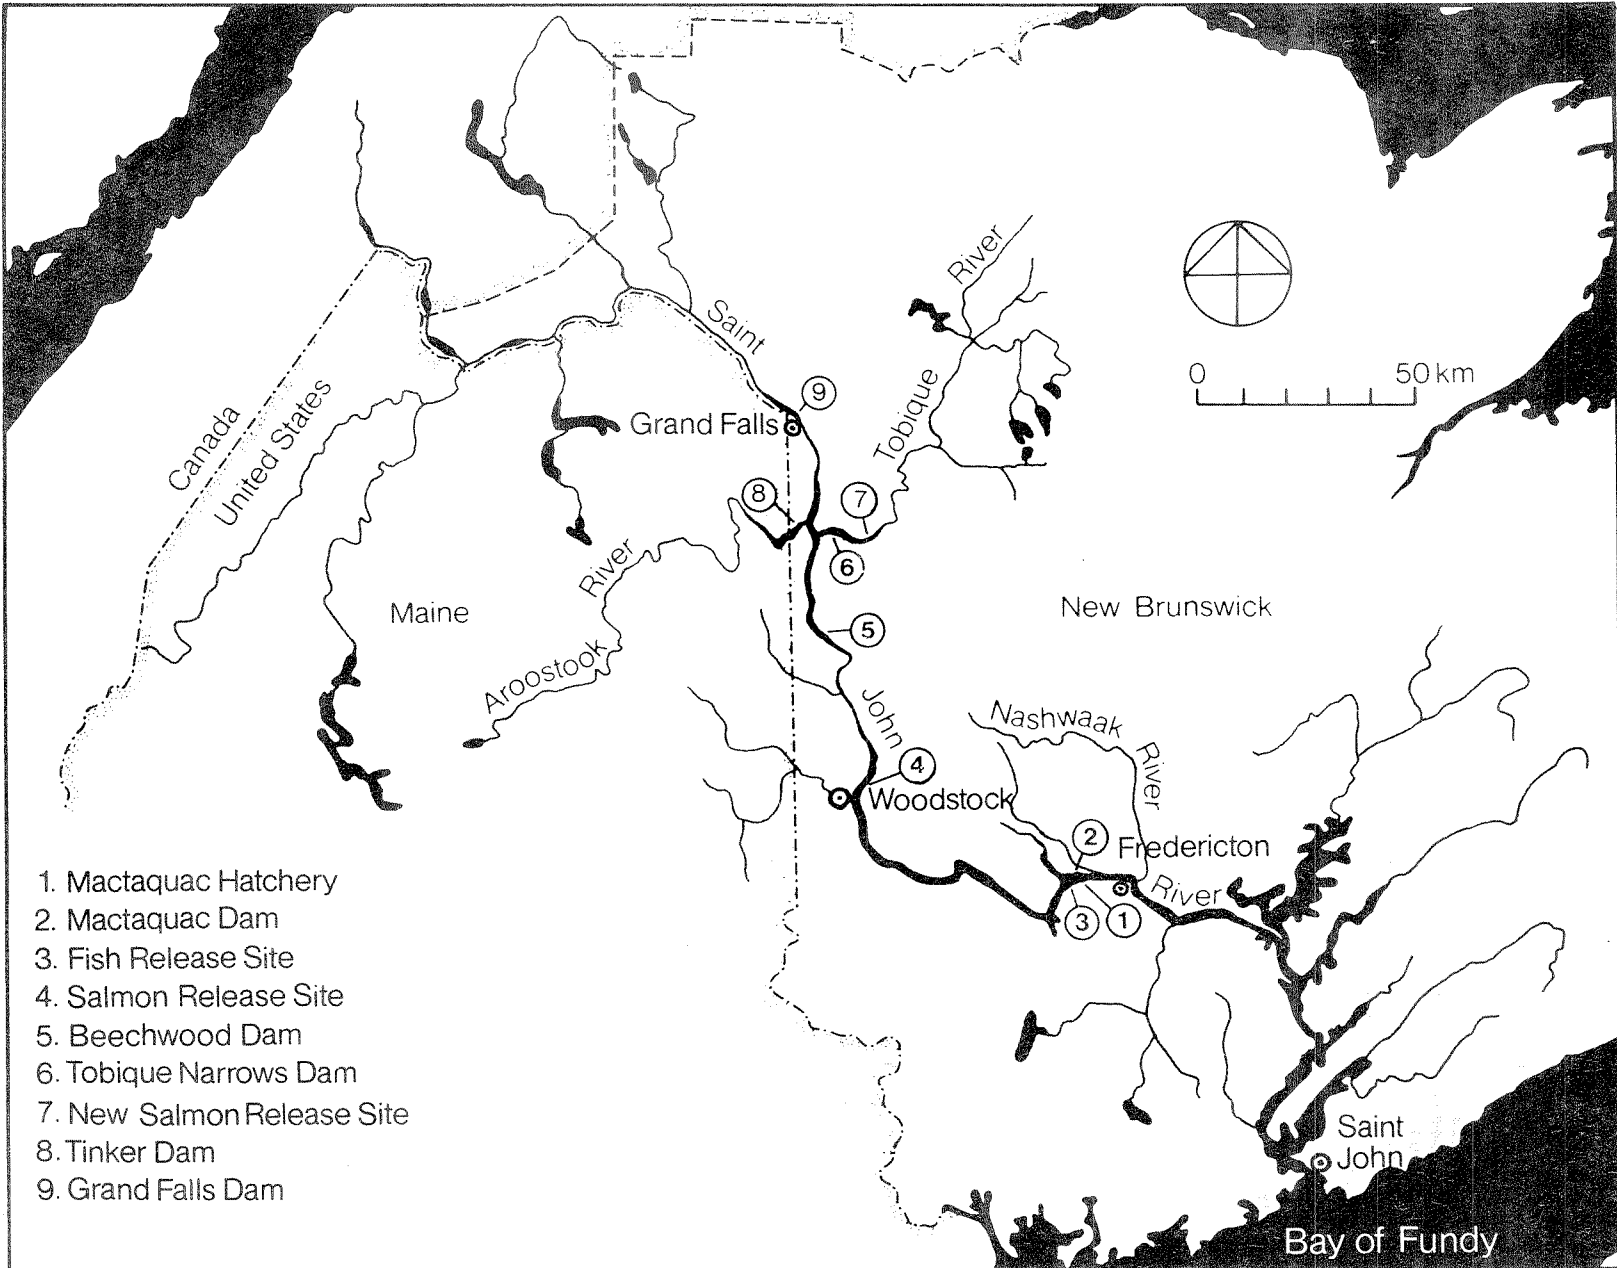 River
Saint
0 50 km
9
Grand Falls
Tobique
Canada
United States
8
7
6
River
New Brunswick
Maine
5
Aroostook
John
Nashwaak
River
4
Woodstock
2
Fredericton
River
3
1
1. Mactaquac Hatchery
2. Mactaquac Dam
3. Fish Release Site
4. Salmon Release Site
5. Beechwood Dam
6. Tobique Narrows Dam
7. New Salmon Release Site
8. Tinker Dam
9. Grand Falls Dam
Saint
John
Bay of Fundy